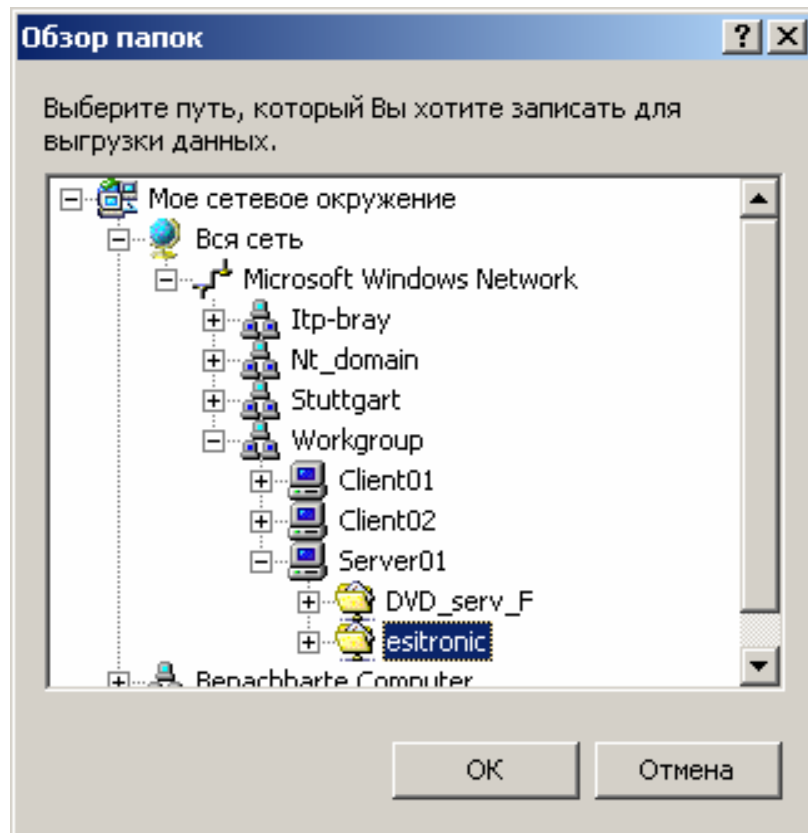 Обзор папок
Выберите путь, который Вы хотите записать для
выгрузки данных.
Мое сетевое окружение
Вся сеть
Microsoft Windows Network
Itp-bray
Nt_domain
Stuttgart
Workgroup
Client01
Client02
Server01
DVD_serv_F
esitronic
Benachbarte Computer
ОК
Отмена